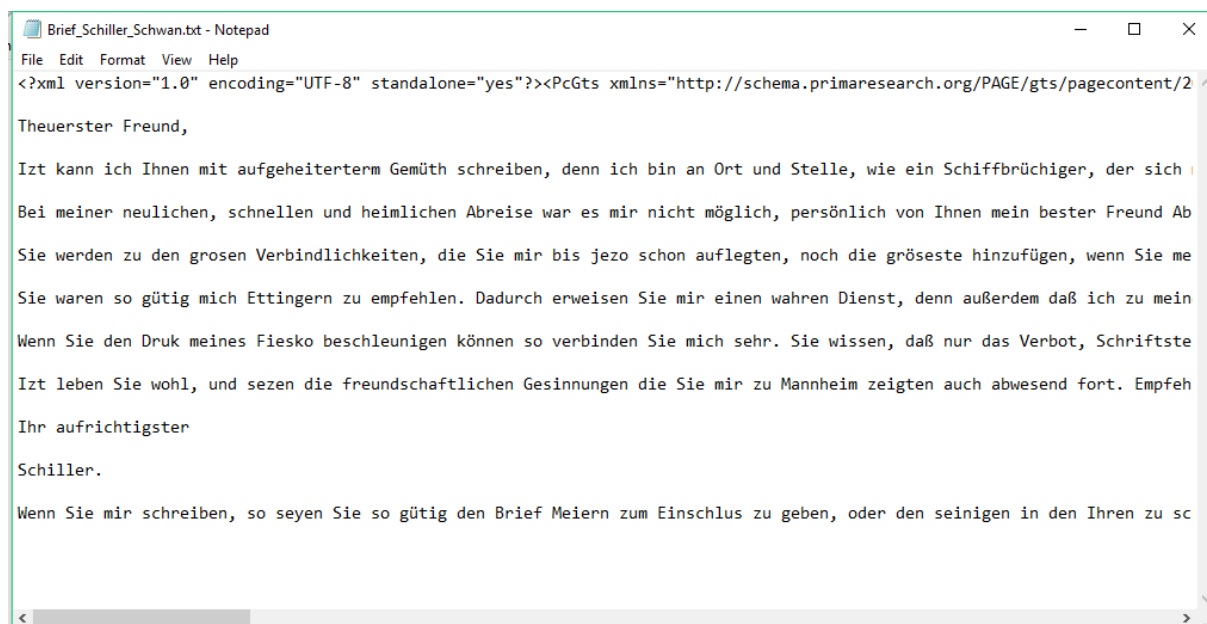 Brief_Schiller_Schwan.txt - Notepad
File Edit Format View Help
<?xml version="1.0" encoding="UTF-8" standalone="yes"?><PcGts xmlns="http://schema.primaresearch.org/PAGE/gts/pagecontent/2
Theuerster Freund,
Izt kann ich Ihnen mit aufgeheiterterm Gemüth schreiben, denn ich bin an Ort und Stelle, wie ein Schiffbrüchiger, der sich
Bei meiner neulichen, schnellen und heimlichen Abreise war es mir nicht möglich, persönlich von Ihnen mein bester Freund Ab
Sie werden zu den grosen Verbindlichkeiten, die Sie mir bis jezo schon auflegten, noch die gröseste hinzufügen, wenn Sie me
Sie waren so gütig mich Ettingern zu empfehlen. Dadurch erweisen Sie mir einen wahren Dienst, denn außerdem daß ich zu mein
Wenn Sie den Druk meines Fiesko beschleunigen können so verbinden Sie mich sehr. Sie wissen, daß nur das Verbot, Schriftste
Izt leben Sie wohl, und sezen die freundschaftlichen Gesinnungen die Sie mir zu Mannheim zeigten auch abwesend fort. Empfeh
Ihr aufrichtigster
Schiller.
Wenn Sie mir schreiben, so seyen Sie so gütig den Brief Meiern zum Einschlus zu geben, oder den seinigen in den Ihren zu sc